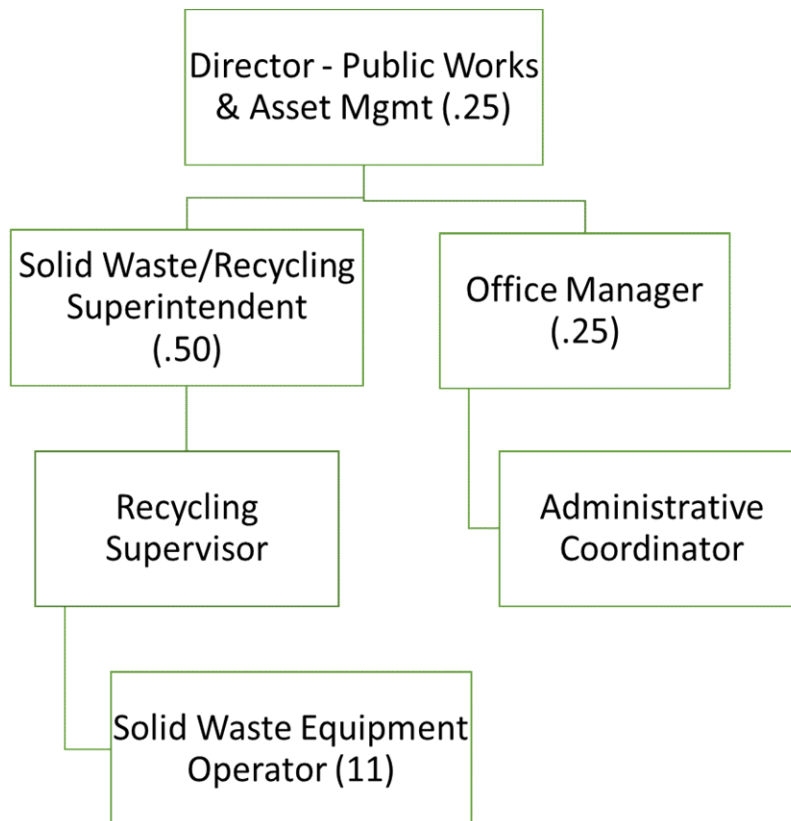 Director - Public Works
& Asset Mgmt (.25)
Solid Waste/Recycling
Superintendent
(.50)
Office Manager
(.25)
Recycling
Supervisor
Administrative
Coordinator
Solid Waste Equipment
Operator (11)